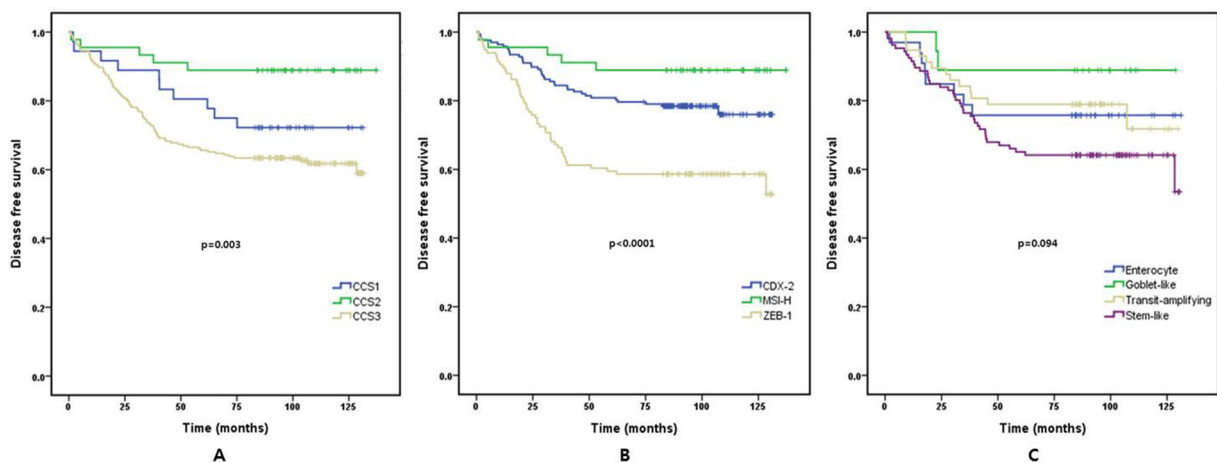 Disease free survival
1.0
0.8
0.6
0.4
0.2
0.0
p=0.003
CCS1
CCS2
CCS3
0 25 50 75 100 125
Time (months)
A
Disease free survival
1.0
0.8
0.6
0.4
0.2
0.0
p<0.0001
CDX-2
MSI-H
ZEB-1
0 25 50 75 100 125
Time (months)
B
Disease free survival
1.0
0.8
0.6
0.4
0.2
0.0
p=0.094
Enterocyte
Goblet-like
Transit-amplifying
Stem-like
0 25 50 75 100 125
Time (months)
C